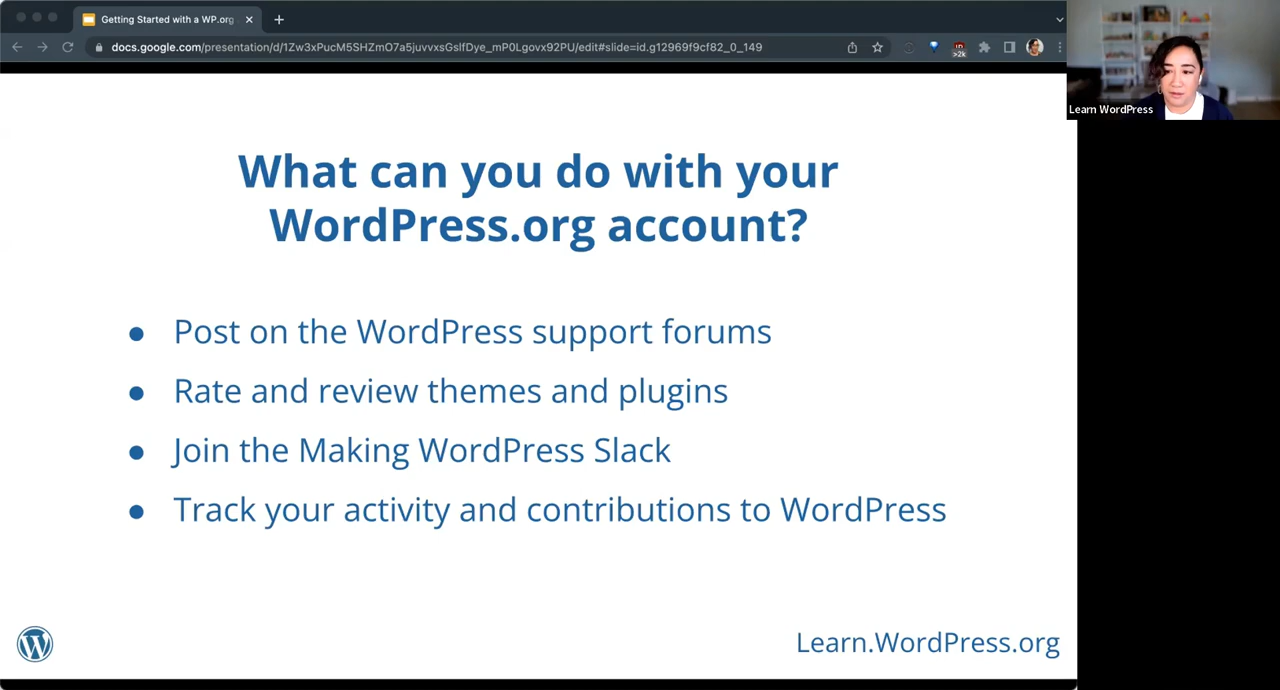 Getting Started with a WP.org
docs.google.com/presentation/d/1Zw3xPucM5SHZmO7a5juvvxsGslfDye_mP0Lgovx92PU/edit#slide=id.g12969f9cf82_0_149
>2k
Learn WordPress
What can you do with your
WordPress.org account?
● Post on the WordPress support forums
● Rate and review themes and plugins
● Join the Making WordPress Slack
● Track your activity and contributions to WordPress
Learn.WordPress.org